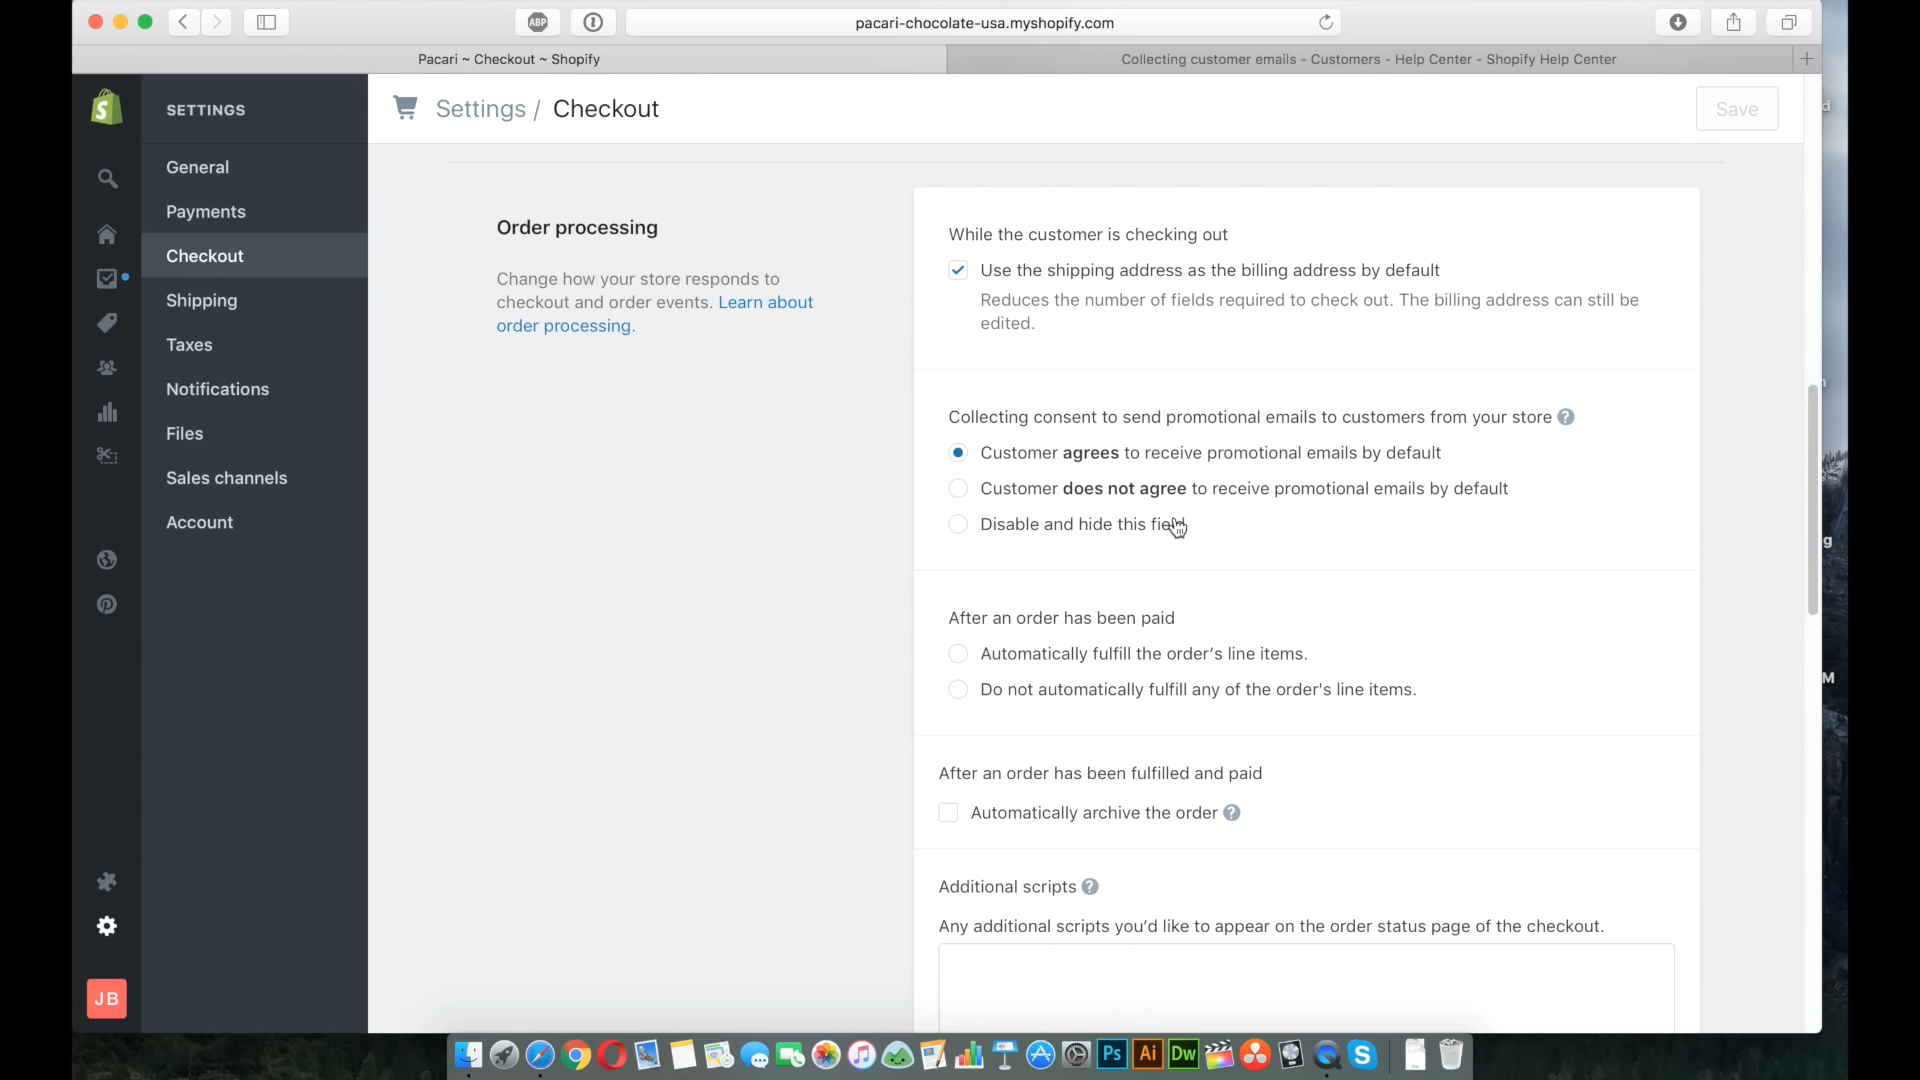 ABP
pacari-chocolate-usa.myshopify.com
Pacari ~ Checkout ~ Shopify
Collecting customer emails - Customers - Help Center - Shopify Help Center
SETTINGS
General
Payments
Checkout
Shipping
Taxes
Notifications
Files
Sales channels
Account
JB
Settings / Checkout
Save
Order processing
Change how your store responds to
checkout and order events. Learn about
order processing.
While the customer is checking out
Use the shipping address as the billing address by default
Reduces the number of fields required to check out. The billing address can still be
edited.
Collecting consent to send promotional emails to customers from your store ?
Customer agrees to receive promotional emails by default
Customer does not agree to receive promotional emails by default
Disable and hide this field
After an order has been paid
Automatically fulfill the order's line items.
Do not automatically fulfill any of the order's line items.
After an order has been fulfilled and paid
Automatically archive the order ?
Additional scripts ?
Any additional scripts you'd like to appear on the order status page of the checkout.
d
g
M
Ps
Ai
Dw
S